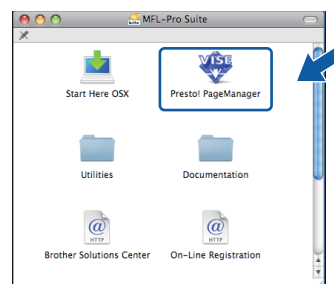 MFL-Pro Suite
VISE
Start Here OSX
Presto! PageManager
Utilities
Documentation
@
HTTP
@
HTTP
Brother Solutions Center
On-Line Registration